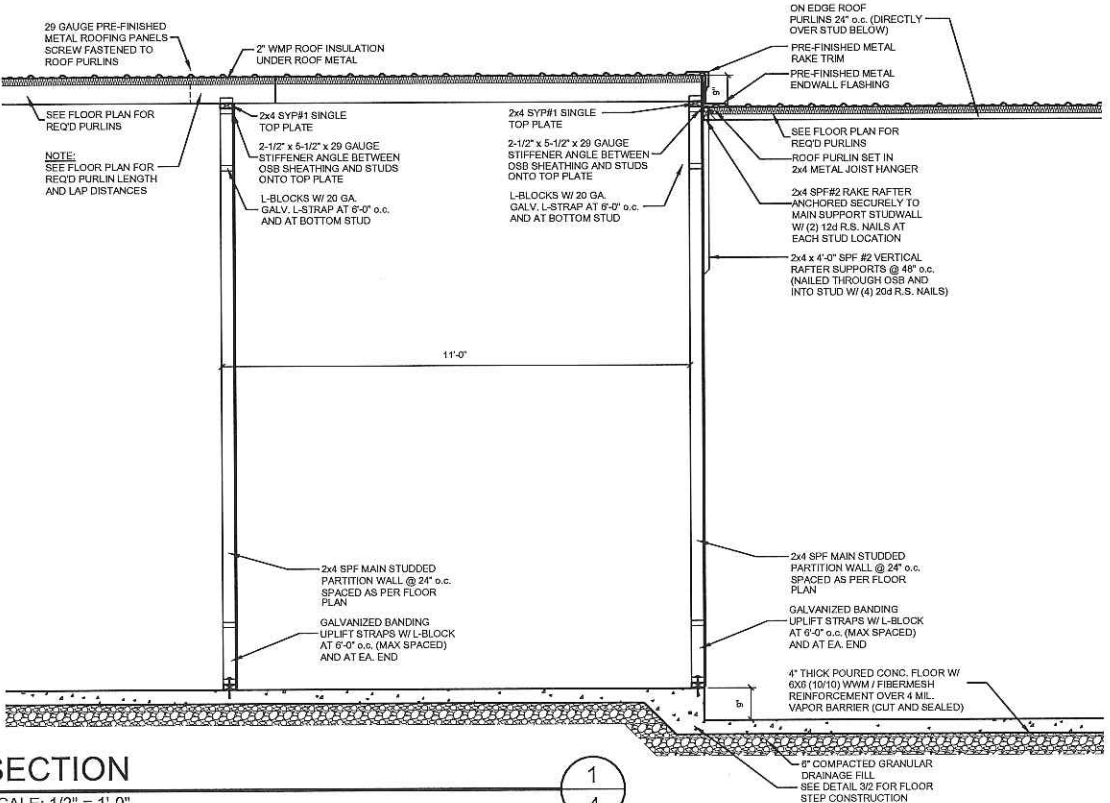 29 GAUGE PRE-FINISHED
METAL ROOFING PANELS
SCREW FASTENED TO
ROOF PURLINS
2" WMP ROOF INSULATION
UNDER ROOF METAL
ON EDGE ROOF
PURLINS 24" o.c. (DIRECTLY
OVER STUD BELOW)
PRE-FINISHED METAL
RAKE TRIM
PRE-FINISHED METAL
ENDWALL FLASHING
SEE FLOOR PLAN FOR
REQ'D PURLINS
NOTE:
SEE FLOOR PLAN FOR
REQ'D PURLIN LENGTH
AND LAP DISTANCES
2x4 SYP#1 SINGLE
TOP PLATE
2-1/2" x 5-1/2" x 29 GAUGE
STIFFENER ANGLE BETWEEN
OSB SHEATHING AND STUDS
ONTO TOP PLATE
L-BLOCKS W/ 20 GA.
GALV. L-STRAP AT 6'-0" o.c.
AND AT BOTTOM STUD
2x4 SYP#1 SINGLE
TOP PLATE
2-1/2" x 5-1/2" x 29 GAUGE
STIFFENER ANGLE BETWEEN
OSB SHEATHING AND STUDS
ONTO TOP PLATE
L-BLOCKS W/ 20 GA.
GALV. L-STRAP AT 6'-0" o.c.
AND AT BOTTOM STUD
SEE FLOOR PLAN FOR
REQ'D PURLINS
ROOF PURLIN SET IN
2x4 METAL JOIST HANGER
2x4 SPF#2 RAKE RAFTER
ANCHORED SECURELY TO
MAIN SUPPORT STUDWALL
W/ (2) 12d R.S. NAILS AT
EACH STUD LOCATION
2x4 x 4'-0" SPF #2 VERTICAL
RAFTER SUPPORTS @ 48" o.c.
(NAILED THROUGH OSB AND
INTO STUD W/ (4) 20d R.S. NAILS)
11'-0"
2x4 SPF MAIN STUDDED
PARTITION WALL @ 24" o.c.
SPACED AS PER FLOOR
PLAN
GALVANIZED BANDING
UPLIFT STRAPS W/ L-BLOCK
AT 6'-0" o.c. (MAX SPACED)
AND AT EA. END
2x4 SPF MAIN STUDDED
PARTITION WALL @ 24" o.c.
SPACED AS PER FLOOR
PLAN
GALVANIZED BANDING
UPLIFT STRAPS W/ L-BLOCK
AT 6'-0" o.c. (MAX SPACED)
AND AT EA. END
4" THICK POURED CONC. FLOOR W/
6X6 (10/10) WWM / FIBERMESH
REINFORCEMENT OVER 4 MIL.
VAPOR BARRIER (CUT AND SEALED)
6" COMPACTED GRANULAR
DRAINAGE FILL
SEE DETAIL 3/2 FOR FLOOR
STEP CONSTRUCTION
SECTION
SCALE: 1/2" = 1'-0"
1
4